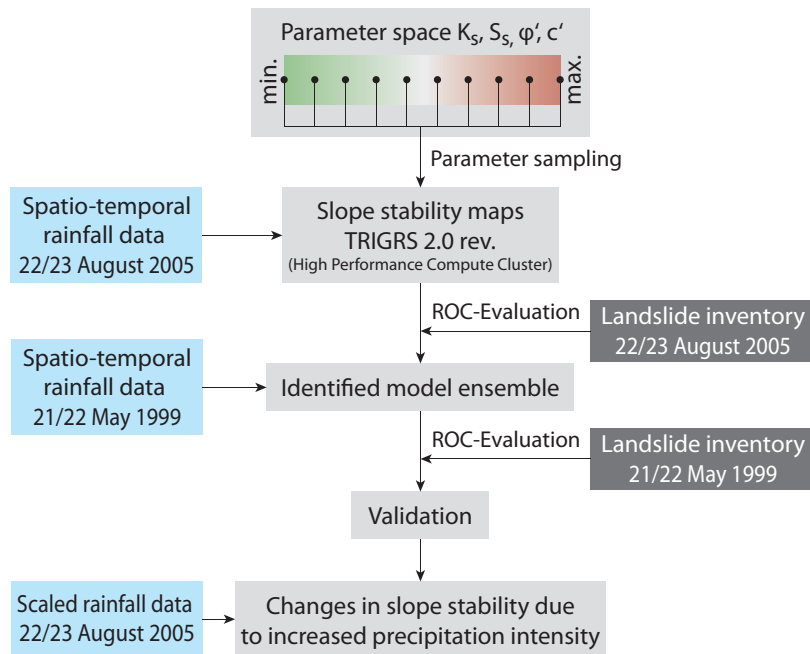 Parameter space Ks, Ss, φ‘, c‘
min.
max.
Parameter sampling
Spatio-temporal
rainfall data
22/23 August 2005
Slope stability maps
TRIGRS 2.0 rev.
(High Performance Compute Cluster)
ROC-Evaluation
Landslide inventory
22/23 August 2005
Spatio-temporal
rainfall data
21/22 May 1999
Identified model ensemble
ROC-Evaluation
Landslide inventory
21/22 May 1999
Validation
Scaled rainfall data
22/23 August 2005
Changes in slope stability due
to increased precipitation intensity